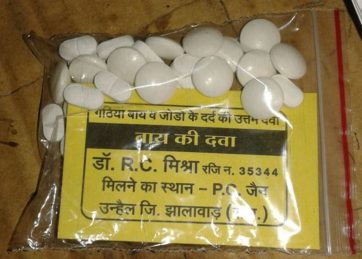 गठिया बाय व जोडो के दर्द की उत्तम दवा
बाय की दवा
डॉ. R.C. मिश्रा रजि न. 35344
मिलने का स्थान – P.C. जैन
उन्हैल जि. झालावाड़